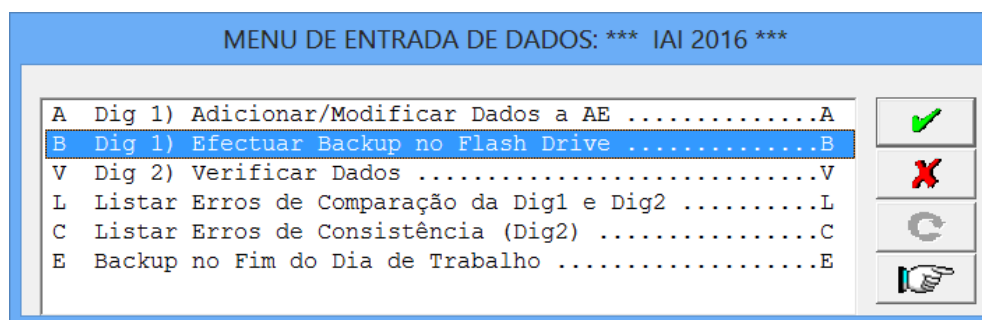 MENU DE ENTRADA DE DADOS: *** IAI 2016 ***
A Dig 1) Adicionar/Modificar Dados a AE ..............A
B Dig 1) Efectuar Backup no Flash Drive ..............B
V Dig 2) Verificar Dados .............................V
L Listar Erros de Comparação da Dig1 e Dig2 ..........L
C Listar Erros de Consistência (Dig2) ................C
E Backup no Fim do Dia de Trabalho ...................E